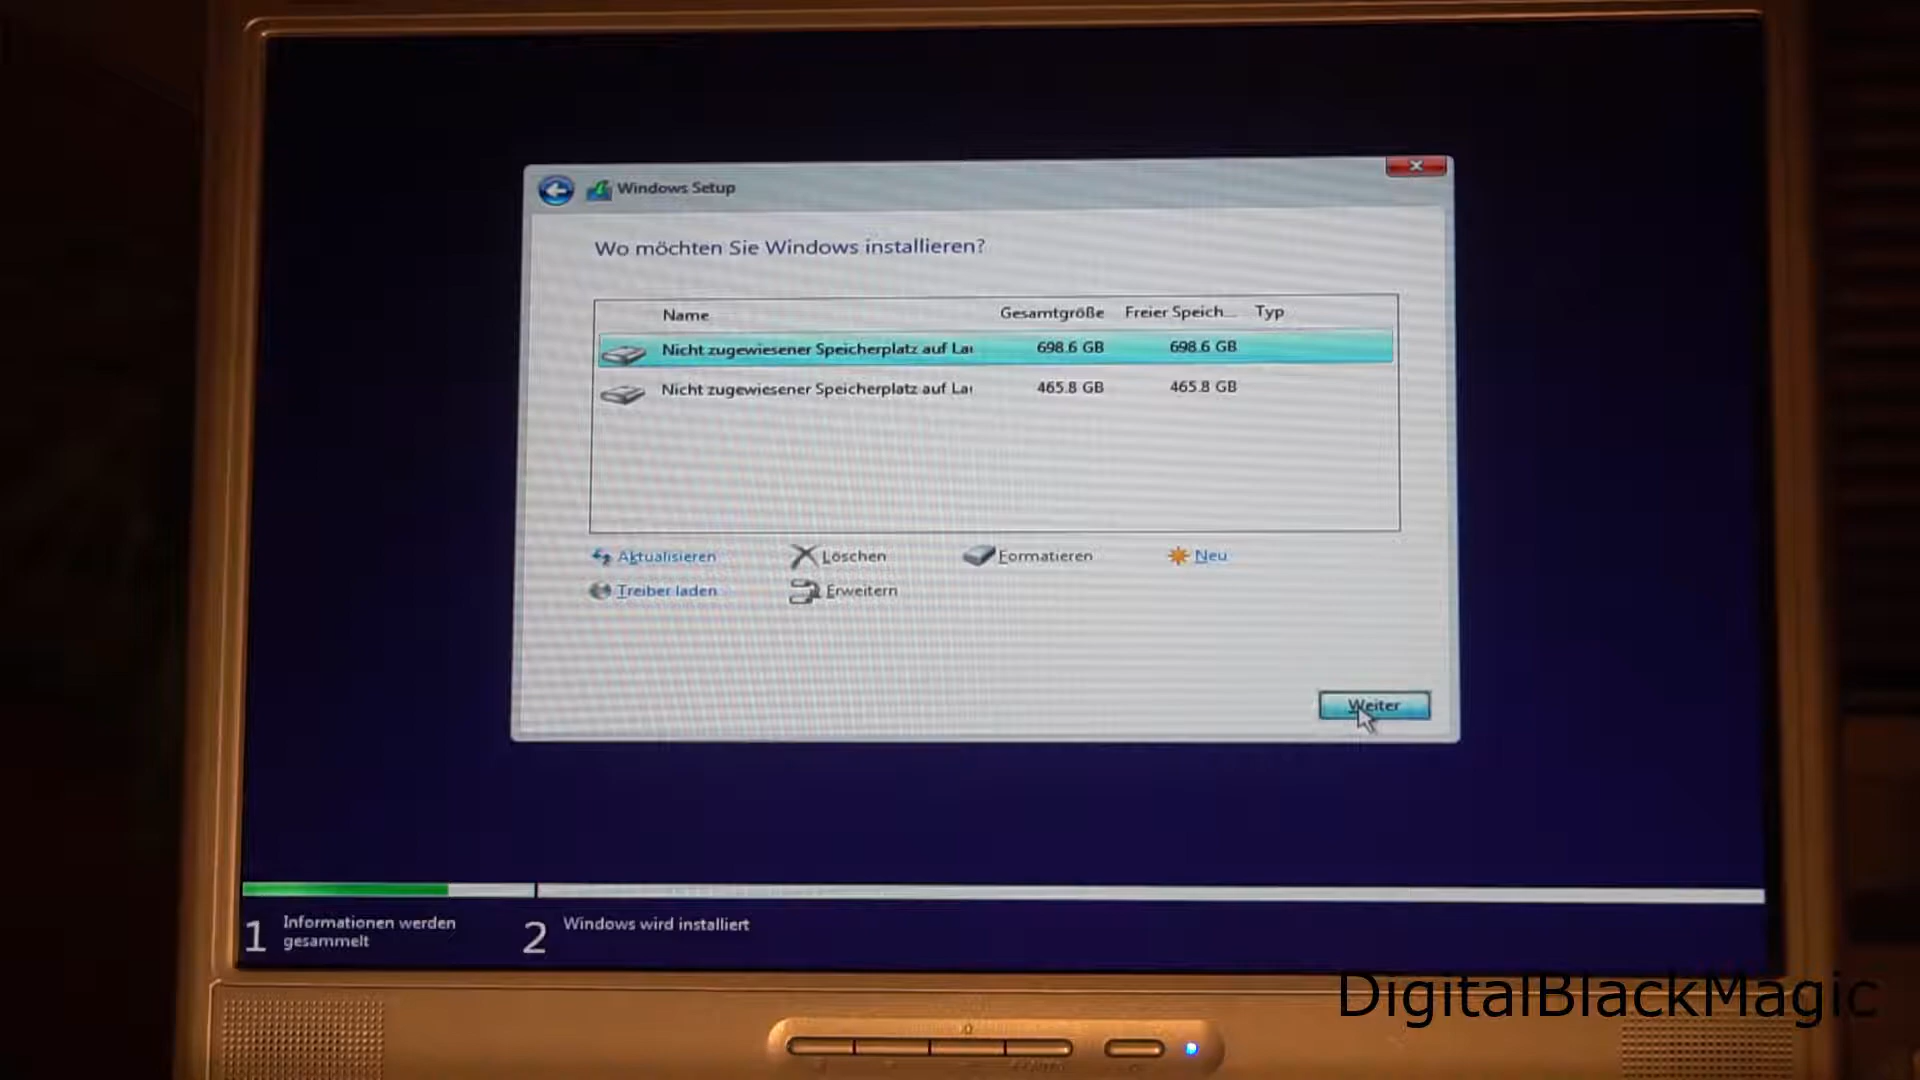 Windows Setup
Wo möchten Sie Windows installieren?
Name Gesamtgröße Freier Speich... Typ
Nicht zugewiesener Speicherplatz auf Lau 698.6 GB 698.6 GB
Nicht zugewiesener Speicherplatz auf Lau 465.8 GB 465.8 GB
Aktualisieren Löschen Formatieren Neu
Treiber laden Erweitern
Weiter
1 Informationen werden
gesammelt
2 Windows wird installiert
DigitalBlackMagic